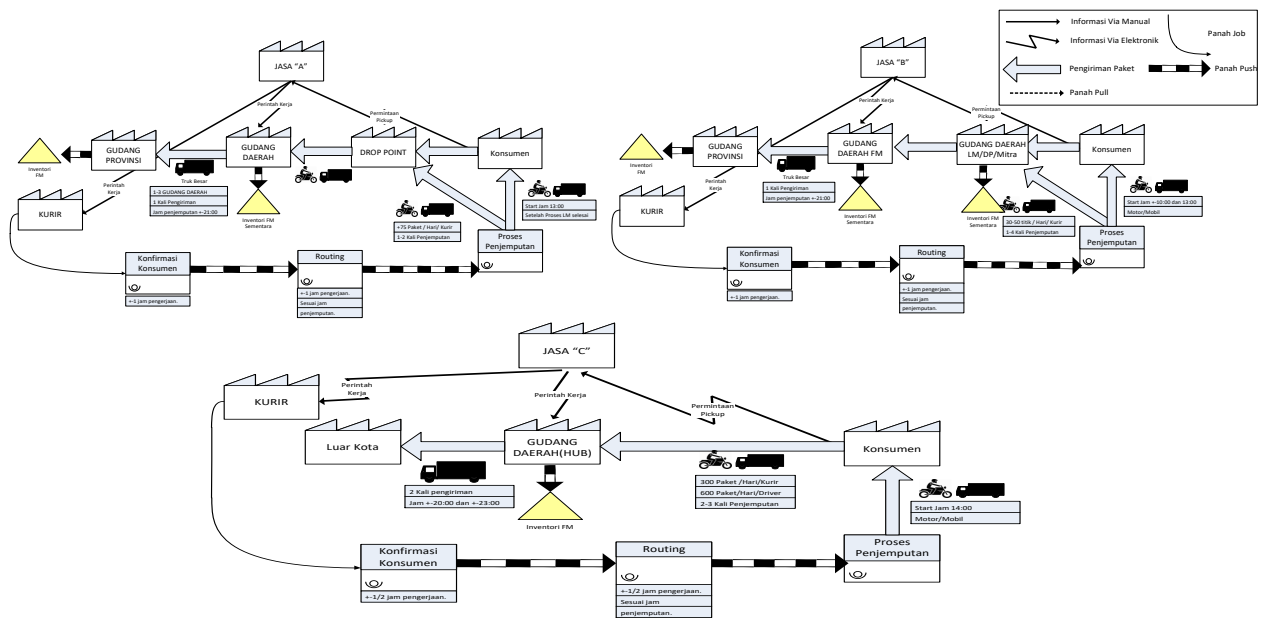 Informasi Via Manual
Informasi Via Elektronik
Panah Job
Pengiriman Paket
Panah Push
Panah Pull
JASA “A”
Perintah Kerja
Permintaan
Pickup
GUDANG
PROVINSI
GUDANG
DAERAH
DROP POINT
Konsumen
Inventori
FM
Perintah
Kerja
Truk Besar
1-3 GUDANG DAERAH
1 Kali Pengiriman
Jam penjemputan +-21:00
Inventori FM
Sementara
KURIR
Start Jam 13:00
Setelah Proses LM selesai
+75 Paket / Hari/ Kurir
1-2 Kali Penjemputan
Proses
Penjemputan
Konfirmasi
Konsumen
+-1 jam pengerjaan.
Routing
+-1 jam pengerjaan.
Sesuai jam
penjemputan.
JASA “B”
Perintah Kerja
Permintaan
Pickup
GUDANG
PROVINSI
GUDANG
DAERAH FM
GUDANG DAERAH
LM/DP/Mitra
Konsumen
Inventori
FM
Perintah
Kerja
Truk Besar
1 Kali Pengiriman
Jam penjemputan +-21:00
Inventori FM
Sementara
Inventori FM
Sementara
KURIR
Start Jam +-10:00 dan 13:00
Motor/Mobil
30-50 titik / Hari/ Kurir
1-4 Kali Penjemputan
Proses
Penjemputan
Konfirmasi
Konsumen
+-1 jam pengerjaan.
Routing
+-1 jam pengerjaan.
Sesuai jam
penjemputan.
JASA “C”
Perintah
Kerja
Perintah Kerja
Permintaan
Pickup
KURIR
Luar Kota
GUDANG
DAERAH(HUB)
Konsumen
2 Kali pengiriman
Jam +-20:00 dan +-23:00
Inventori FM
300 Paket /Hari/Kurir
600 Paket/Hari/Driver
2-3 Kali Penjemputan
Start Jam 14:00
Motor/Mobil
Proses
Penjemputan
Konfirmasi
Konsumen
+-1/2 jam pengerjaan.
Routing
+-1/2 jam pengerjaan.
Sesuai jam
penjemputan.